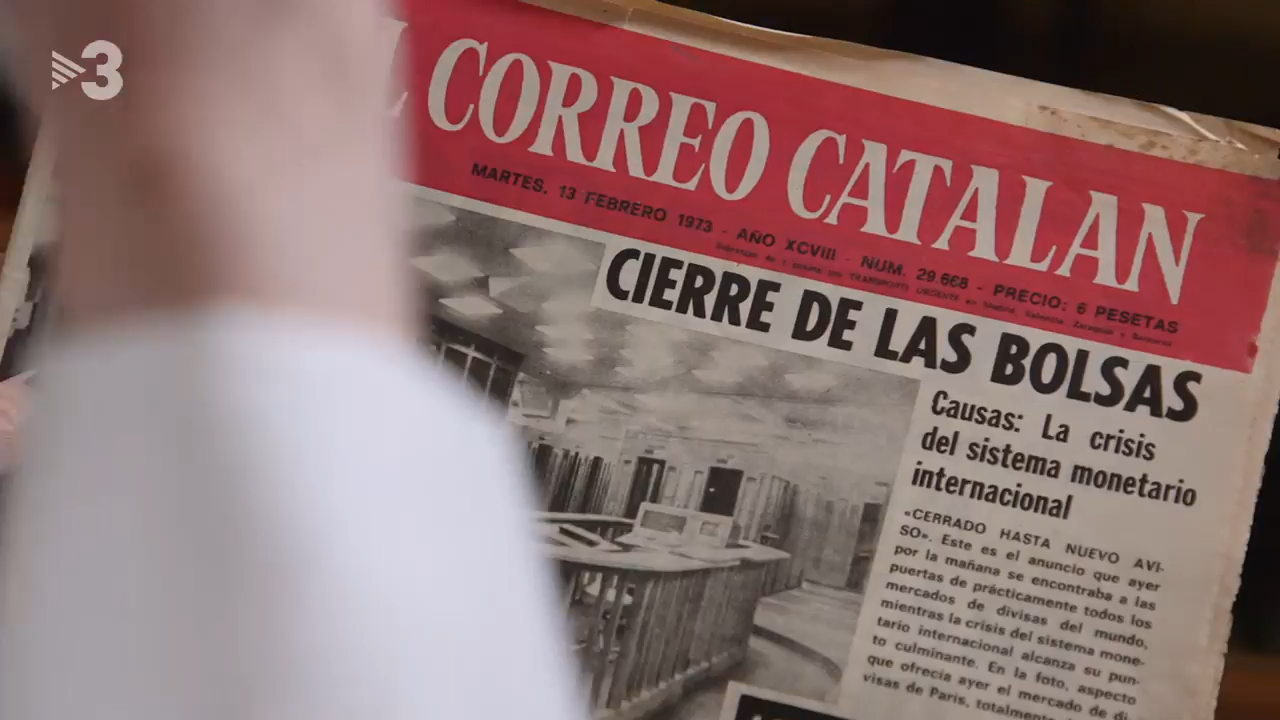 3
CORREO CATALAN
MARTES, 13 FEBRERO 1973 - AÑO XCVIII - NUM. 29.668 - PRECIO: 6 PESETAS
CIERRE DE LAS BOLSAS
Causas: La crisis
del sistema monetario
internacional
«CERRADO HASTA NUEVO AVI-
SO». Este es el anuncio que ayer
por la mañana se encontraba a las
puertas de prácticamente todos los
mercados de divisas del mundo,
mientras la crisis del sistema mone-
tario internacional alcanza su pun-
to culminante. En la foto, aspecto
que ofrecía ayer el mercado de di-
visas de París, totalmente